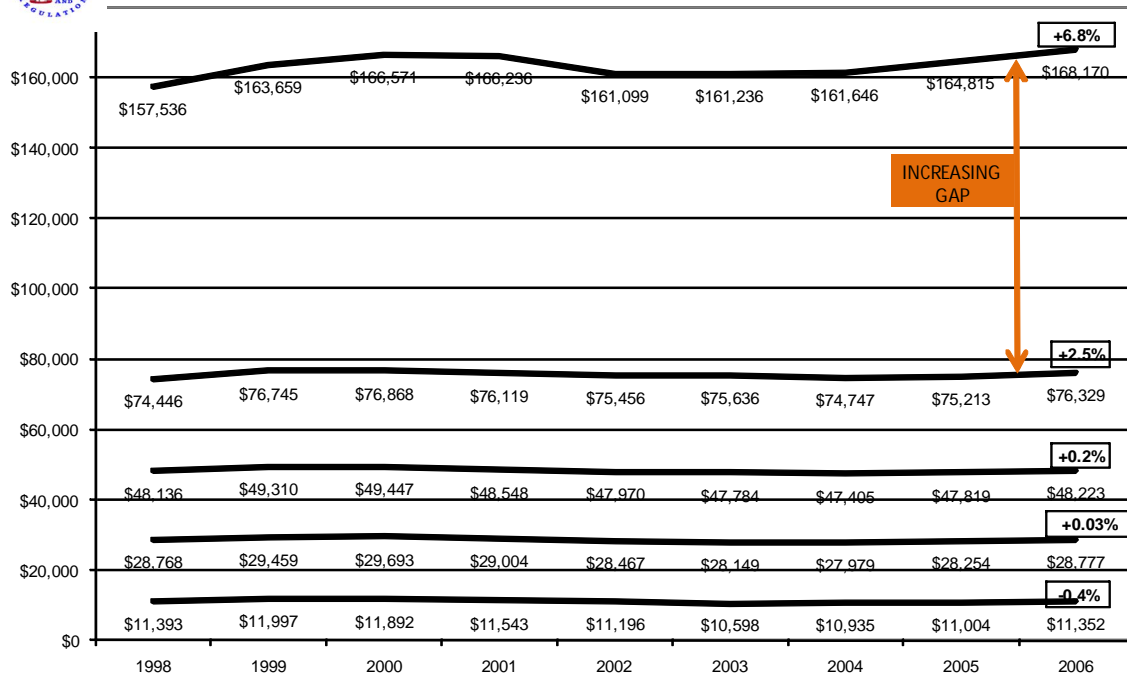 AND
REGULATION
+6.8%
$160,000
$157,536 $163,659 $166,571 $166,236 $161,099 $161,236 $161,646 $164,815 $168,170
$140,000
INCREASING
GAP
$120,000
$100,000
$80,000
+2.5%
$74,446 $76,745 $76,868 $76,119 $75,456 $75,636 $74,747 $75,213 $76,329
$60,000
+0.2%
$48,136 $49,310 $49,447 $48,548 $47,970 $47,784 $47,405 $47,819 $48,223
$40,000
+0.03%
$28,768 $29,459 $29,693 $29,004 $28,467 $28,149 $27,979 $28,254 $28,777
$20,000
-0.4%
$11,393 $11,997 $11,892 $11,543 $11,196 $10,598 $10,935 $11,004 $11,352
$0
1998 1999 2000 2001 2002 2003 2004 2005 2006